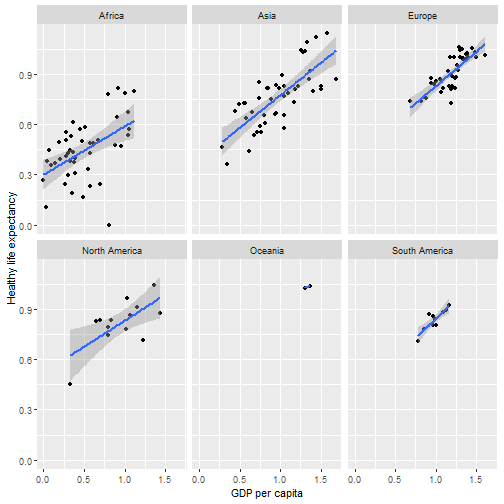 Africa Asia Europe
0.9
0.6
0.3
0.0
North America Oceania South America
0.9
0.6
0.3
0.0
0.0 0.5 1.0 1.5 0.0 0.5 1.0 1.5 0.0 0.5 1.0 1.5
GDP per capita
Healthy life expectancy